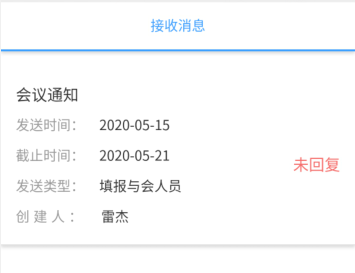 接收消息
会议通知
发送时间： 2020-05-15
截止时间： 2020-05-21
未回复
发送类型： 填报与会人员
创 建 人 ： 雷杰